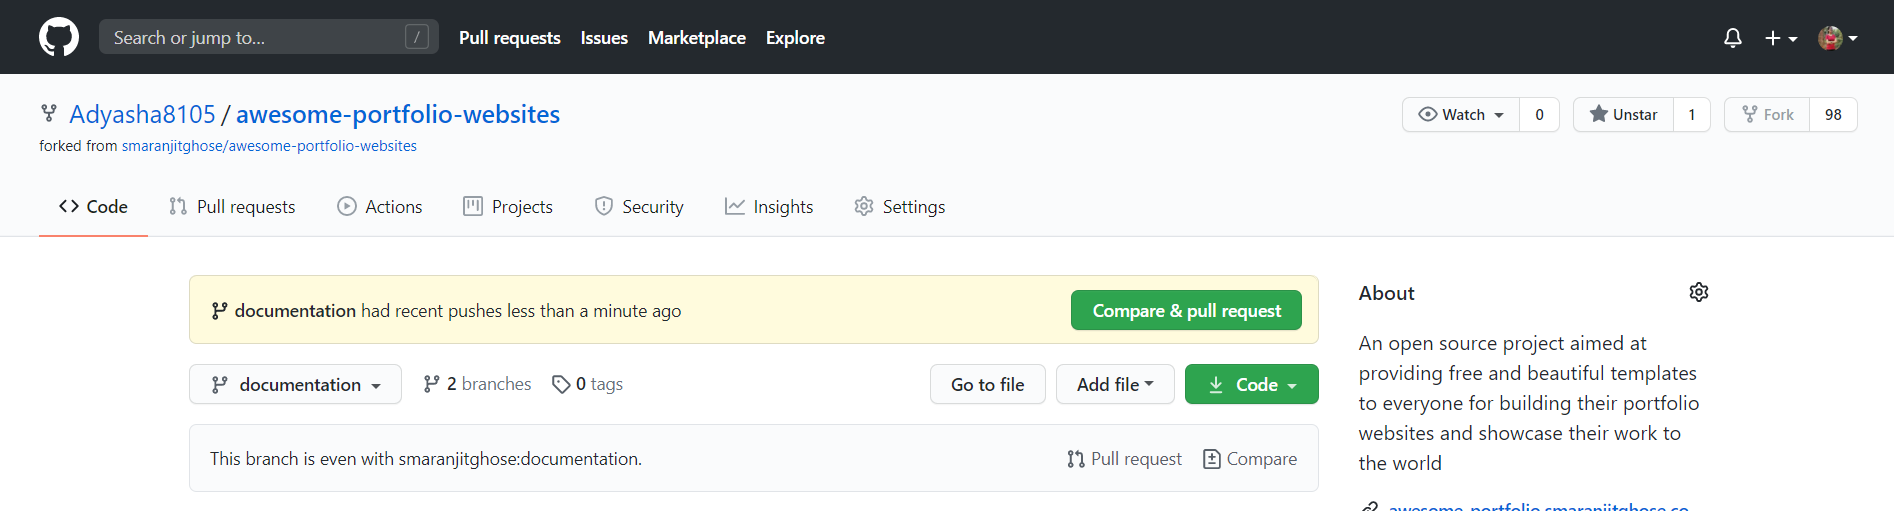 Search or jump to... / Pull requests Issues Marketplace Explore
Adyasha8105 / awesome-portfolio-websites Watch 0 Unstar 1 Fork 98
forked from smaranjitghose/awesome-portfolio-websites
Code Pull requests Actions Projects Security Insights Settings
documentation had recent pushes less than a minute ago Compare & pull request
documentation 2 branches 0 tags Go to file Add file Code
This branch is even with smaranjitghose:documentation. Pull request Compare
About
An open source project aimed at
providing free and beautiful templates
to everyone for building their portfolio
websites and showcase their work to
the world
awesome-portfolio.smaranjitghose.co